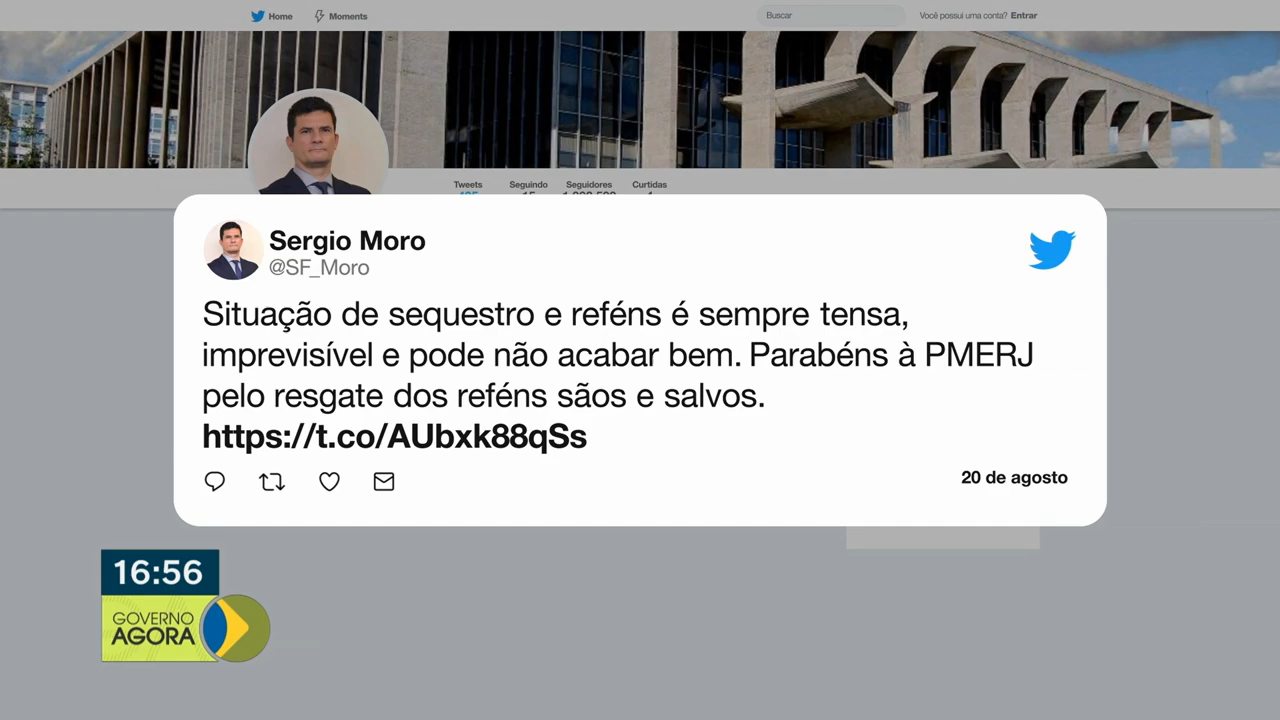 Home
Moments
Buscar
Você possui uma conta? Entrar
Tweets
Seguindo
Seguidores
Curtidas
Sergio Moro
@SF_Moro
Situação de sequestro e reféns é sempre tensa,
imprevisível e pode não acabar bem. Parabéns à PMERJ
pelo resgate dos reféns sãos e salvos.
https://t.co/AUbxk88qSs
20 de agosto
16:56
GOVERNO
AGORA